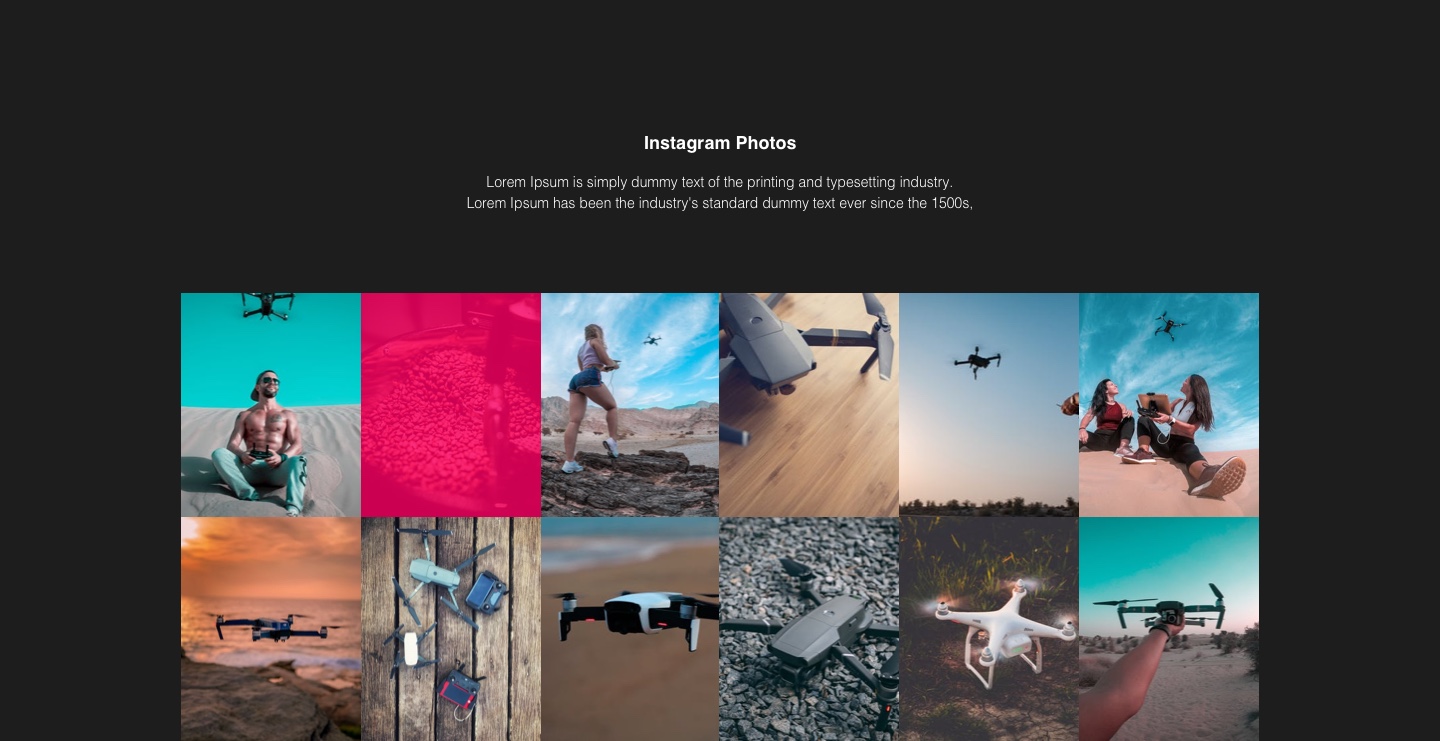 Instagram Photos
Lorem Ipsum is simply dummy text of the printing and typesetting industry.
Lorem Ipsum has been the industry's standard dummy text ever since the 1500s,